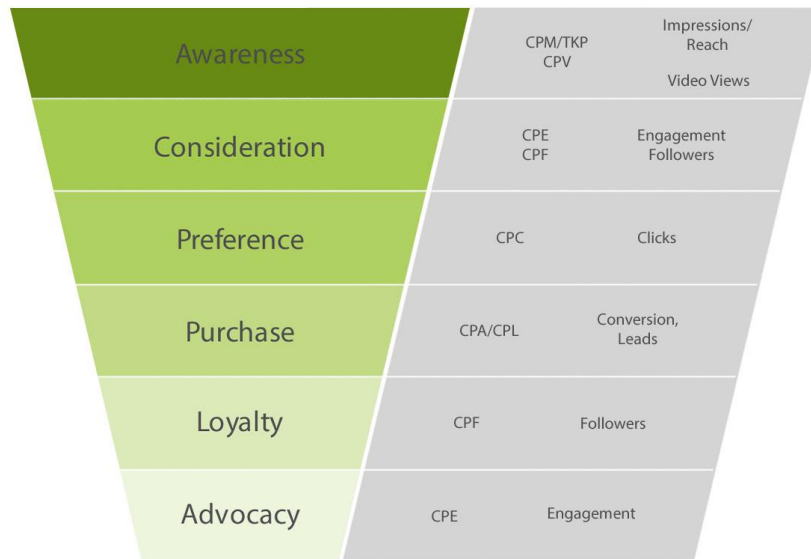 Awareness
CPM/TKP
CPV
Impressions/
Reach
Video Views
Consideration
CPE
CPF
Engagement
Followers
Preference
CPC
Clicks
Purchase
CPA/CPL
Conversion,
Leads
Loyalty
CPF
Followers
Advocacy
CPE
Engagement